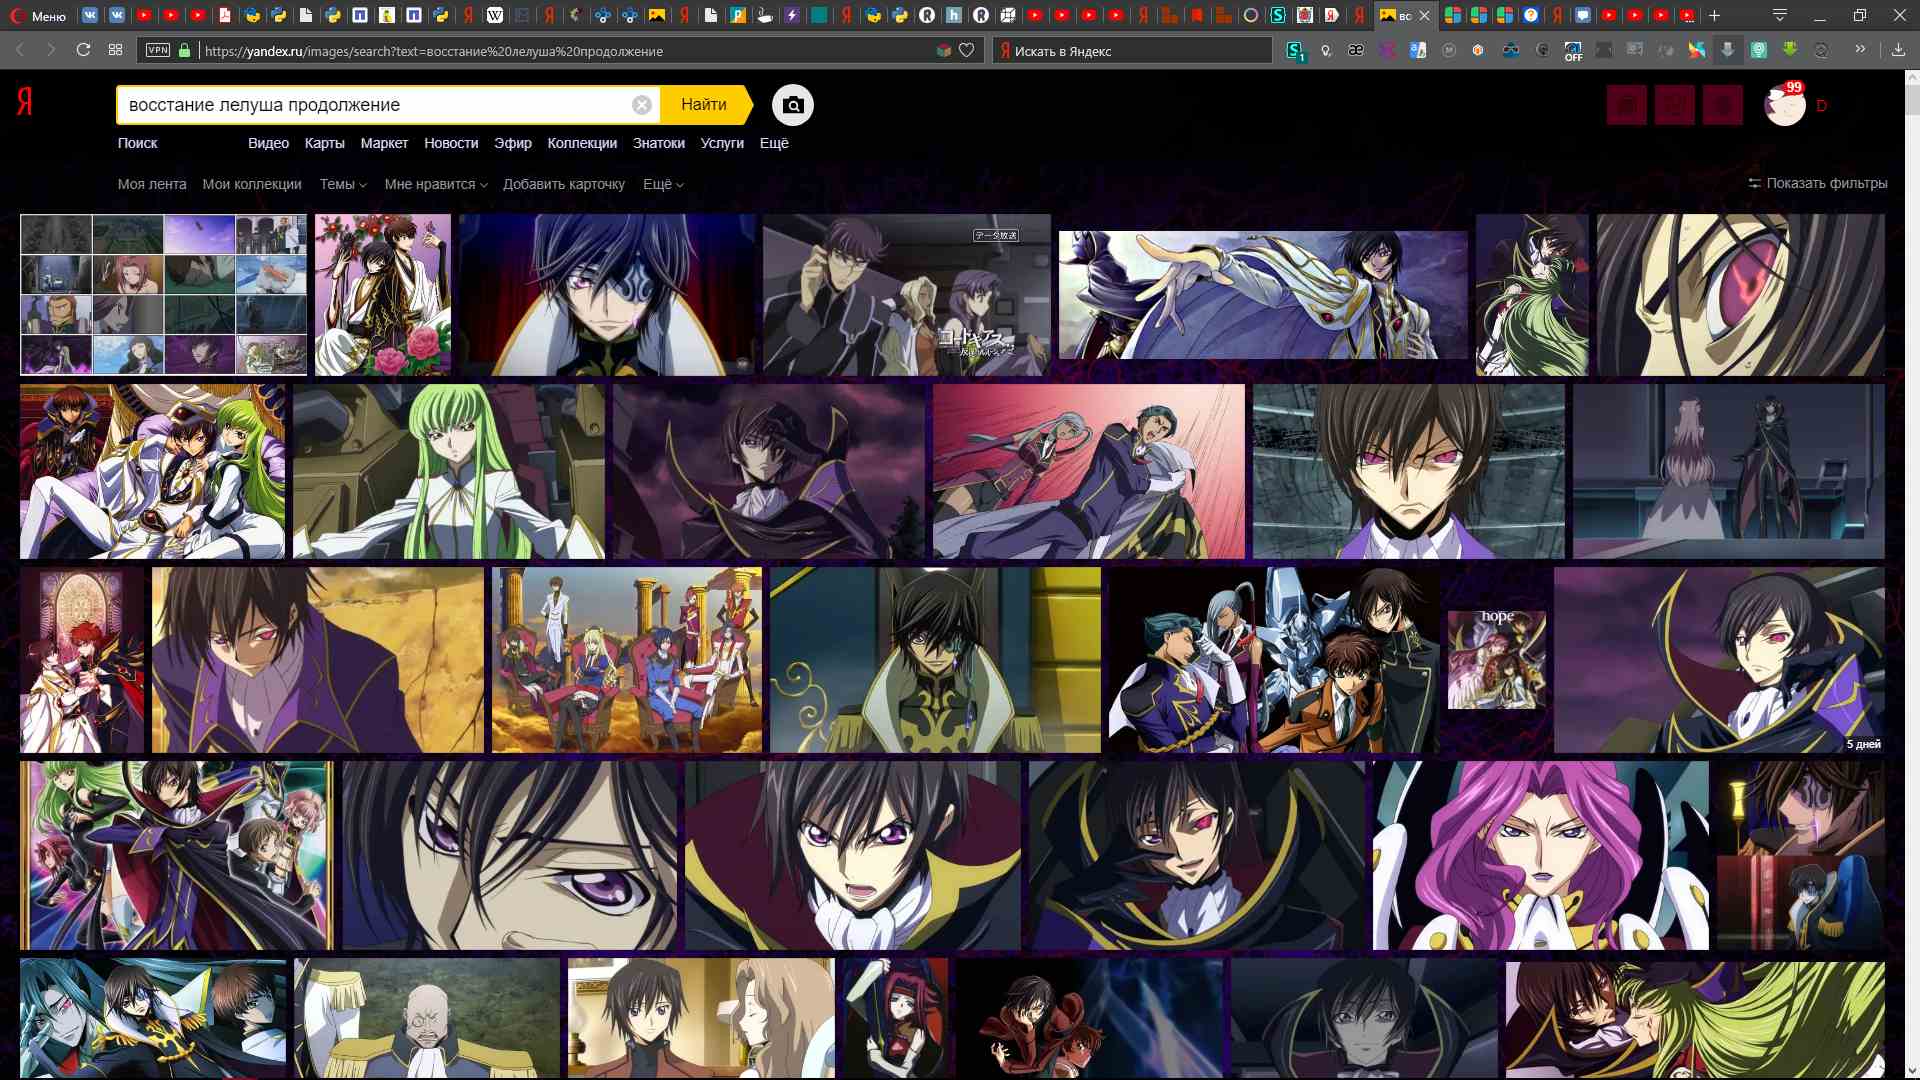 Меню
вс
VPN
https://yandex.ru/images/search?text=восстание%20лелуша%20продолжение
Искать в Яндекс
1
OFF
Я
восстание лелуша продолжение
Найти
99
D
Поиск
Видео
Карты
Маркет
Новости
Эфир
Коллекции
Знатоки
Услуги
Ещё
Моя лента
Мои коллекции
Темы
Мне нравится
Добавить карточку
Ещё
Показать фильтры
データ放送
コードギアス
hope
5 дней